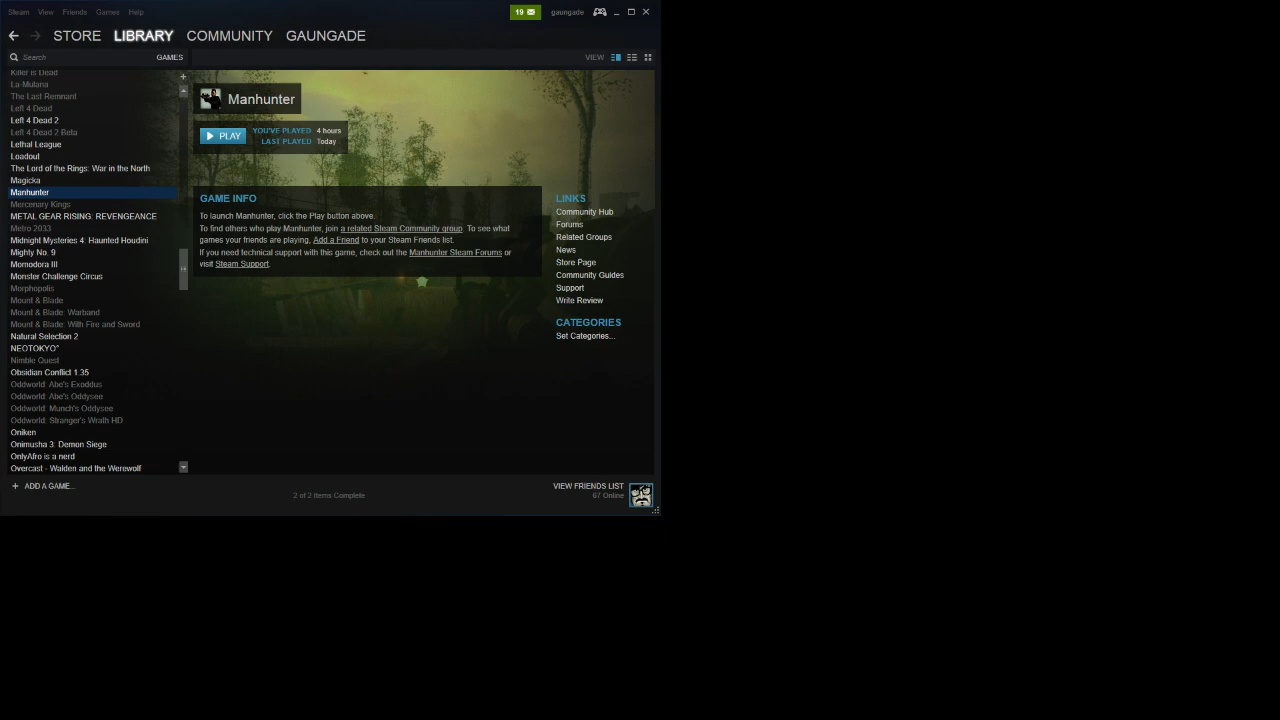 Steam View Friends Games Help
19
gaungade
STORE LIBRARY COMMUNITY GAUNGADE
Search
GAMES
VIEW
Killer is Dead
La-Mulana
The Last Remnant
Left 4 Dead
Left 4 Dead 2
Left 4 Dead 2 Beta
Lethal League
Loadout
The Lord of the Rings: War in the North
Magicka
Manhunter
Mercenary Kings
METAL GEAR RISING: REVENGEANCE
Metro 2033
Midnight Mysteries 4: Haunted Houdini
Mighty No. 9
Momodora III
Monster Challenge Circus
Morphopolis
Mount & Blade
Mount & Blade: Warband
Mount & Blade: With Fire and Sword
Natural Selection 2
NEOTOKYO°
Nimble Quest
Obsidian Conflict 1.35
Oddworld: Abe's Exoddus
Oddworld: Abe's Oddysee
Oddworld: Munch's Oddysee
Oddworld: Stranger's Wrath HD
Oniken
Onimusha 3: Demon Siege
OnlyAfro is a nerd
Overcast - Walden and the Werewolf
+ ADD A GAME...
Manhunter
PLAY
YOU'VE PLAYED 4 hours
LAST PLAYED Today
GAME INFO
To launch Manhunter, click the Play button above.
To find others who play Manhunter, join a related Steam Community group. To see what
games your friends are playing, Add a Friend to your Steam Friends list.
If you need technical support with this game, check out the Manhunter Steam Forums or
visit Steam Support.
LINKS
Community Hub
Forums
Related Groups
News
Store Page
Community Guides
Support
Write Review
CATEGORIES
Set Categories...
2 of 2 Items Complete
VIEW FRIENDS LIST
67 Online